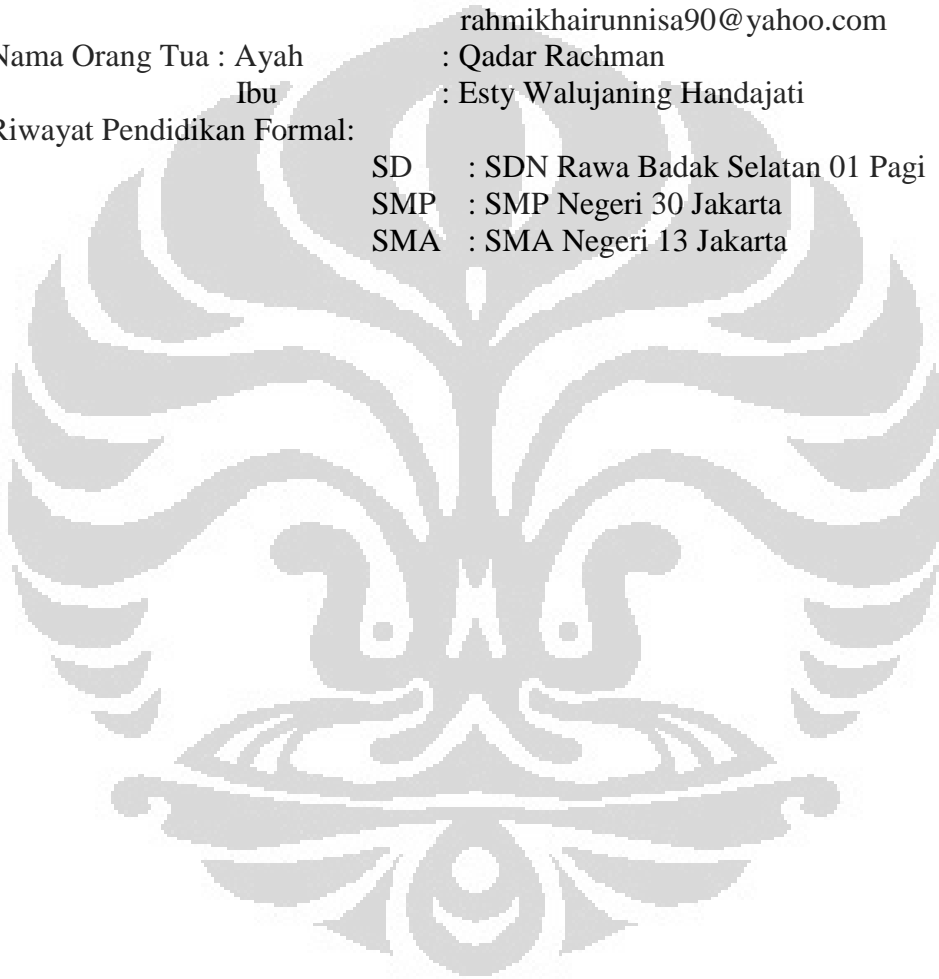 rahmikhairunnisa90@yahoo.com
Nama Orang Tua : Ayah : Qadar Rachman
Ibu : Esty Walujaning Handajati
Riwayat Pendidikan Formal:
SD : SDN Rawa Badak Selatan 01 Pagi
SMP : SMP Negeri 30 Jakarta
SMA : SMA Negeri 13 Jakarta